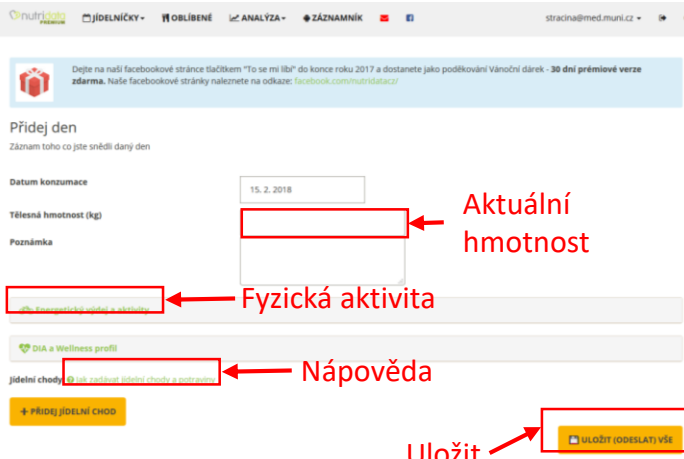 nutridata PRÉMIUM JÍDELNÍČKY OBLÍBENÉ ANALÝZA ZÁZNAMNÍK stracina@med.muni.cz
Dejte na naší facebookové stránce tlačítkem "To se mi líbí" do konce roku 2017 a dostanete jako poděkování Vánoční dárek - 30 dní prémiové verze
zdarma. Naše facebookové stránky naleznete na odkaze: facebook.com/nutridatacz/
Přidej den
Záznam toho co jste snědli daný den
Datum konzumace 15. 2. 2018
Tělesná hmotnost (kg)
Aktuální
hmotnost
Poznámka
Fyzická aktivita
Energetický výdej a aktivity
DIA a Wellness profil
Nápověda
Jídelní chody Jak zadávat jídelní chody a potraviny
+ PŘIDEJ JÍDELNÍ CHOD
ULOŽIT (ODESLAT) VŠE
Uložit